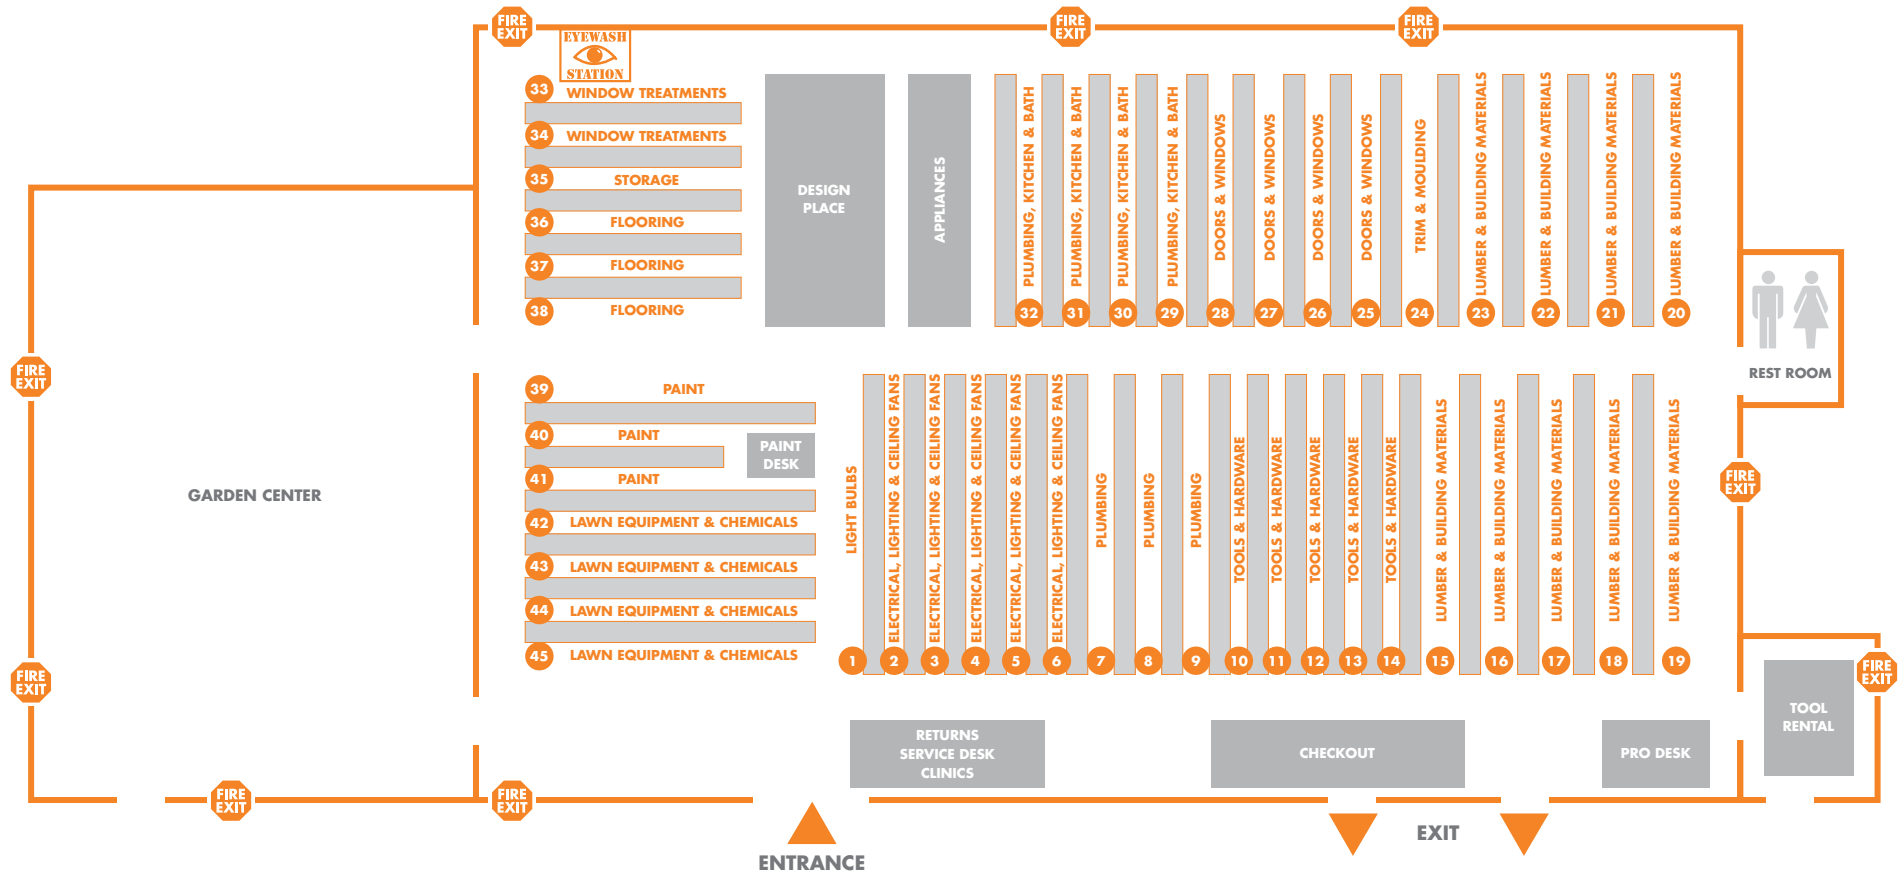 FIRE
EXIT
FIRE
EXIT
FIRE
EXIT
EYEWASH
STATION
33 WINDOW TREATMENTS
34 WINDOW TREATMENTS
35 STORAGE
36 FLOORING
37 FLOORING
38 FLOORING
DESIGN
PLACE
APPLIANCES
PLUMBING, KITCHEN & BATH
32
PLUMBING, KITCHEN & BATH
31
PLUMBING, KITCHEN & BATH
30
PLUMBING, KITCHEN & BATH
29
DOORS & WINDOWS
28
DOORS & WINDOWS
27
DOORS & WINDOWS
26
DOORS & WINDOWS
25
TRIM & MOULDING
24
LUMBER & BUILDING MATERIALS
23
LUMBER & BUILDING MATERIALS
22
LUMBER & BUILDING MATERIALS
21
LUMBER & BUILDING MATERIALS
20
REST ROOM
FIRE
EXIT
GARDEN CENTER
39 PAINT
40 PAINT
41 PAINT
PAINT
DESK
42 LAWN EQUIPMENT & CHEMICALS
43 LAWN EQUIPMENT & CHEMICALS
44 LAWN EQUIPMENT & CHEMICALS
45 LAWN EQUIPMENT & CHEMICALS
LIGHT BULBS
1
ELECTRICAL, LIGHTING & CEILING FANS
2
ELECTRICAL, LIGHTING & CEILING FANS
3
ELECTRICAL, LIGHTING & CEILING FANS
4
ELECTRICAL, LIGHTING & CEILING FANS
5
ELECTRICAL, LIGHTING & CEILING FANS
6
PLUMBING
7
PLUMBING
8
PLUMBING
9
TOOLS & HARDWARE
10
TOOLS & HARDWARE
11
TOOLS & HARDWARE
12
TOOLS & HARDWARE
13
TOOLS & HARDWARE
14
LUMBER & BUILDING MATERIALS
15
LUMBER & BUILDING MATERIALS
16
LUMBER & BUILDING MATERIALS
17
LUMBER & BUILDING MATERIALS
18
LUMBER & BUILDING MATERIALS
19
FIRE
EXIT
FIRE
EXIT
FIRE
EXIT
TOOL
RENTAL
RETURNS
SERVICE DESK
CLINICS
CHECKOUT
PRO DESK
FIRE
EXIT
FIRE
EXIT
ENTRANCE
EXIT